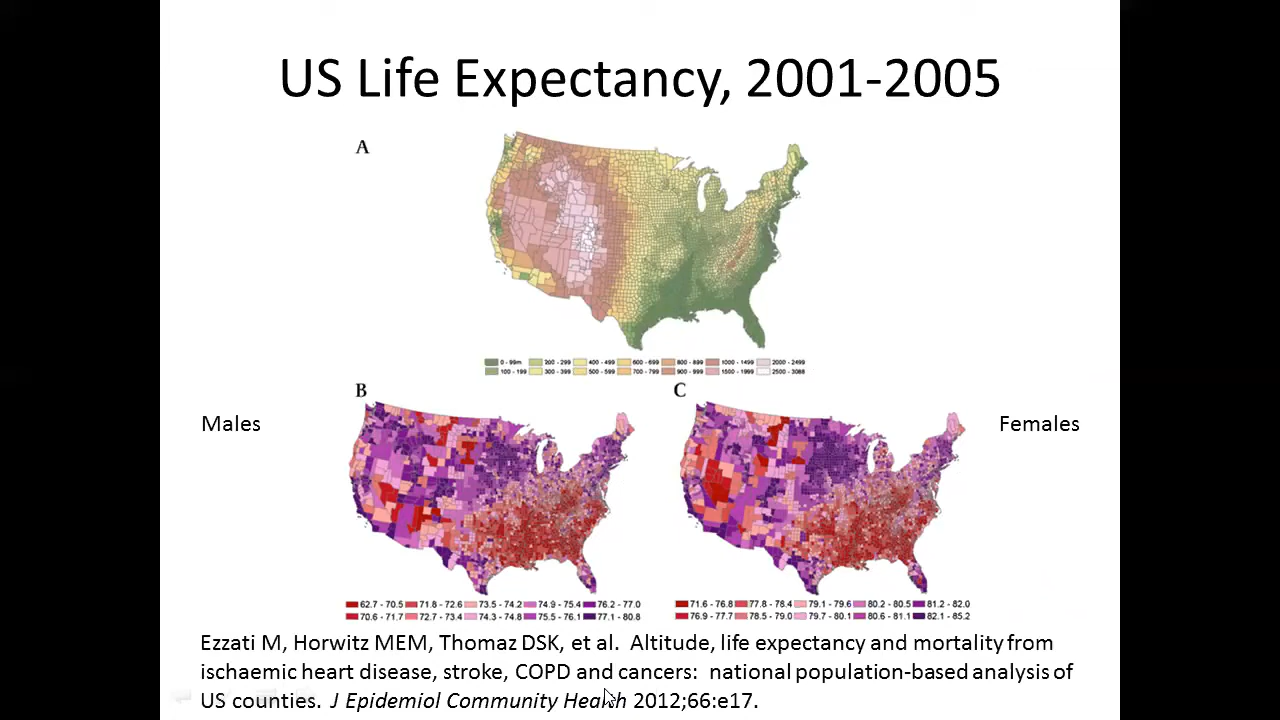 US Life Expectancy, 2001-2005
A
0 - 99m 200 - 299 400 - 499 600 - 699 800 - 899 1000 - 1499 2000 - 2499
100 - 199 300 - 399 500 - 599 700 - 799 900 - 999 1500 - 1999 2500 - 3088
B
C
Males
Females
62.7 - 70.5 71.8 - 72.6 73.5 - 74.2 74.9 - 75.4 76.2 - 77.0
70.6 - 71.7 72.7 - 73.4 74.3 - 74.8 75.5 - 76.1 77.1 - 80.8
71.6 - 76.8 77.8 - 78.4 79.1 - 79.6 80.2 - 80.5 81.2 - 82.0
76.9 - 77.7 78.5 - 79.0 79.7 - 80.1 80.6 - 81.1 82.1 - 85.2
Ezzati M, Horwitz MEM, Thomaz DSK, et al. Altitude, life expectancy and mortality from
ischaemic heart disease, stroke, COPD and cancers: national population-based analysis of
US counties. J Epidemiol Community Health 2012;66:e17.